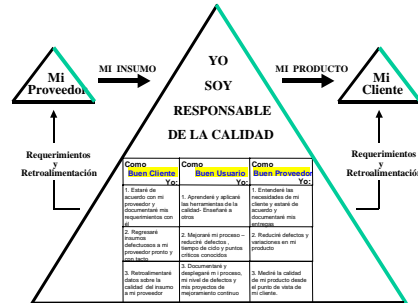 YO
SOY
RESPONSABLE
DE LA CALIDAD
Mi
Proveedor
MI INSUMO
MI PRODUCTO
Mi
Cliente
Requerimientos
y
Retroalimentación
Requerimientos
y
Retroalimentación
Como
Buen Cliente
Yo:
Como
Buen Usuario
Yo:
Como
Buen Proveedor
Yo:
1. Estaré de
acuerdo con mi
proveedor y
documentaré mis
requerimientos con
él
1. Aprenderé y aplicaré
las herramientas de la
calidad- Enseñaré a
otros
1. Entenderé las
necesidades de mi
cliente y estaré de
acuerdo y
documentaré mis
entregas
2. Regresaré
insumos
defectuosos a mi
proveedor pronto y
con tacto
2. Mejoraré mi proceso –
reduciré defectos ,
tiempo de ciclo y puntos
críticos conocidos
2. Reduciré defectos y
variaciones en mi
producto
3. Retroalimentaré
datos sobre la
calidad del insumo
a mi proveedor
3. Documentaré y
desplegaré mi proceso,
mi nivel de defectos y
mis proyectos de
mejoramiento continuo
3. Mediré la calidad
de mi producto desde
el punto de vista de
mi cliente.